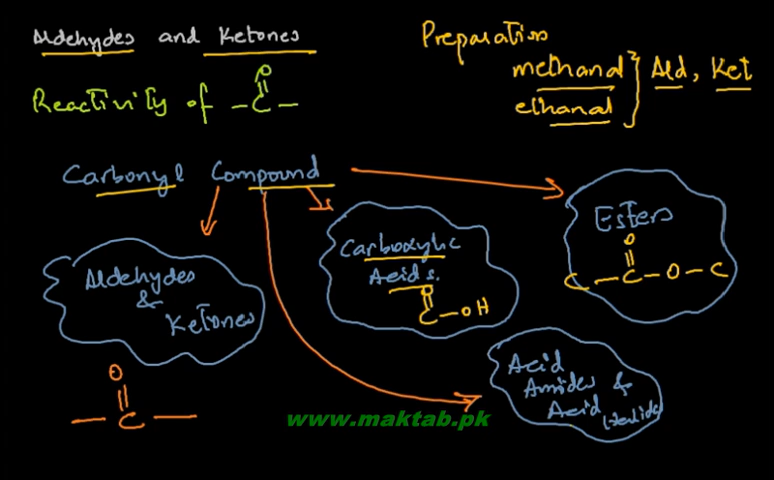 Aldehydes and Ketones
Preparation
methanal
ethanal
Ald, Ket
Reactivity of -C-
O
Carbonyl Compound
Aldehydes
&
Ketones
O
C
Carboxylic
Acids.
O
C-OH
Esters
O
C-C-O-C
Acid
Amides &
Acid Halides
www.maktab.pk